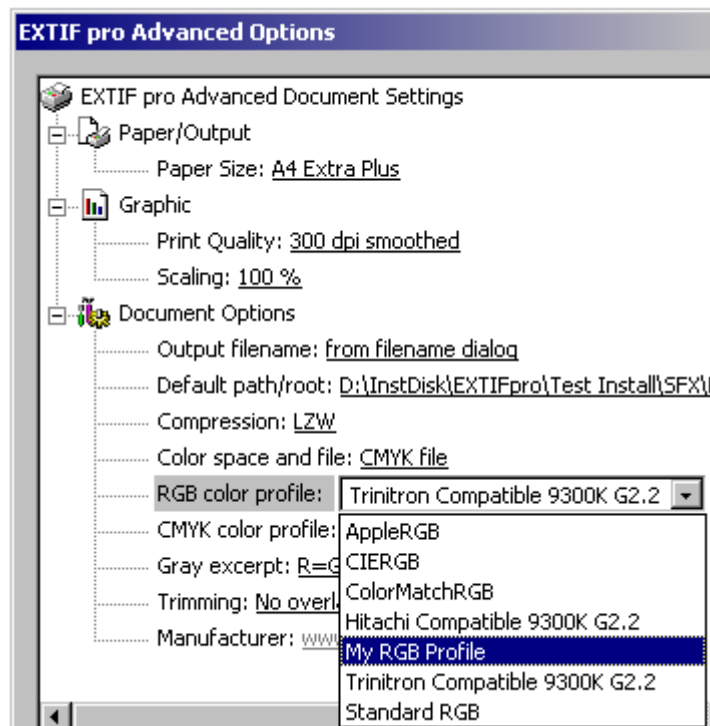 EXTIF pro Advanced Options
EXTIF pro Advanced Document Settings
Paper/Output
Paper Size: A4 Extra Plus
Graphic
Print Quality: 300 dpi smoothed
Scaling: 100 %
Document Options
Output filename: from filename dialog
Default path/root: D:\InstDisk\EXTIFpro\Test Install\SFX\
Compression: LZW
Color space and file: CMYK file
RGB color profile: Trinitron Compatible 9300K G2.2
CMYK color profile: AppleRGB
CIERGB
Gray excerpt: R=G
ColorMatchRGB
Trimming: No overl
Hitachi Compatible 9300K G2.2
Manufacturer: www
My RGB Profile
Trinitron Compatible 9300K G2.2
Standard RGB